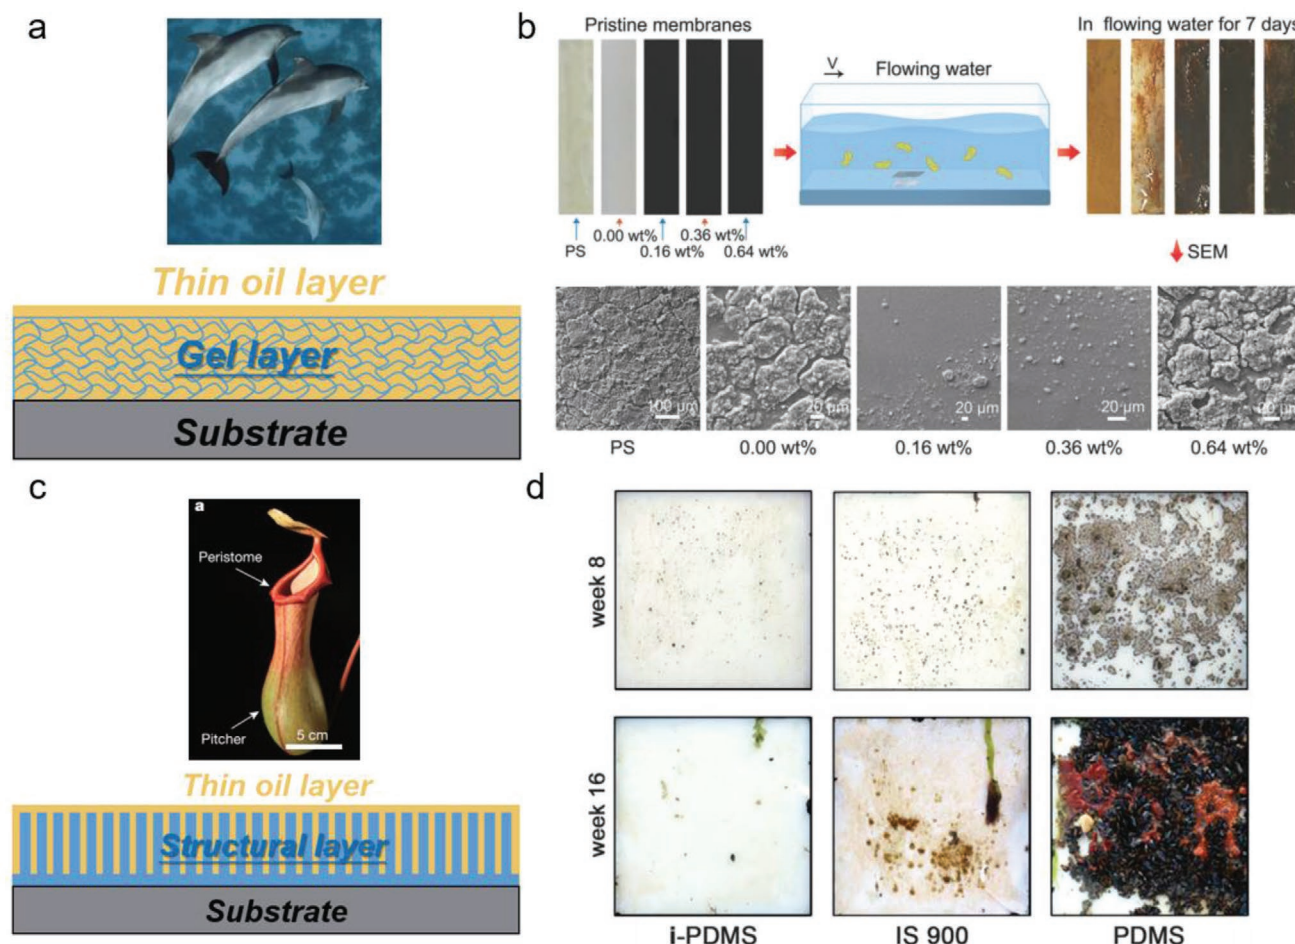 a
Thin oil layer
Gel layer
Substrate
b
Pristine membranes
In flowing water for 7 days
V
Flowing water
PS
0.00 wt%
0.16 wt%
0.36 wt%
0.64 wt%
SEM
100 µm
20 µm
20 µm
20 µm
PS
0.00 wt%
0.16 wt%
0.36 wt%
0.64 wt%
c
a
Peristome
Pitcher
5 cm
Thin oil layer
Structural layer
Substrate
d
week 8
week 16
i-PDMS
IS 900
PDMS